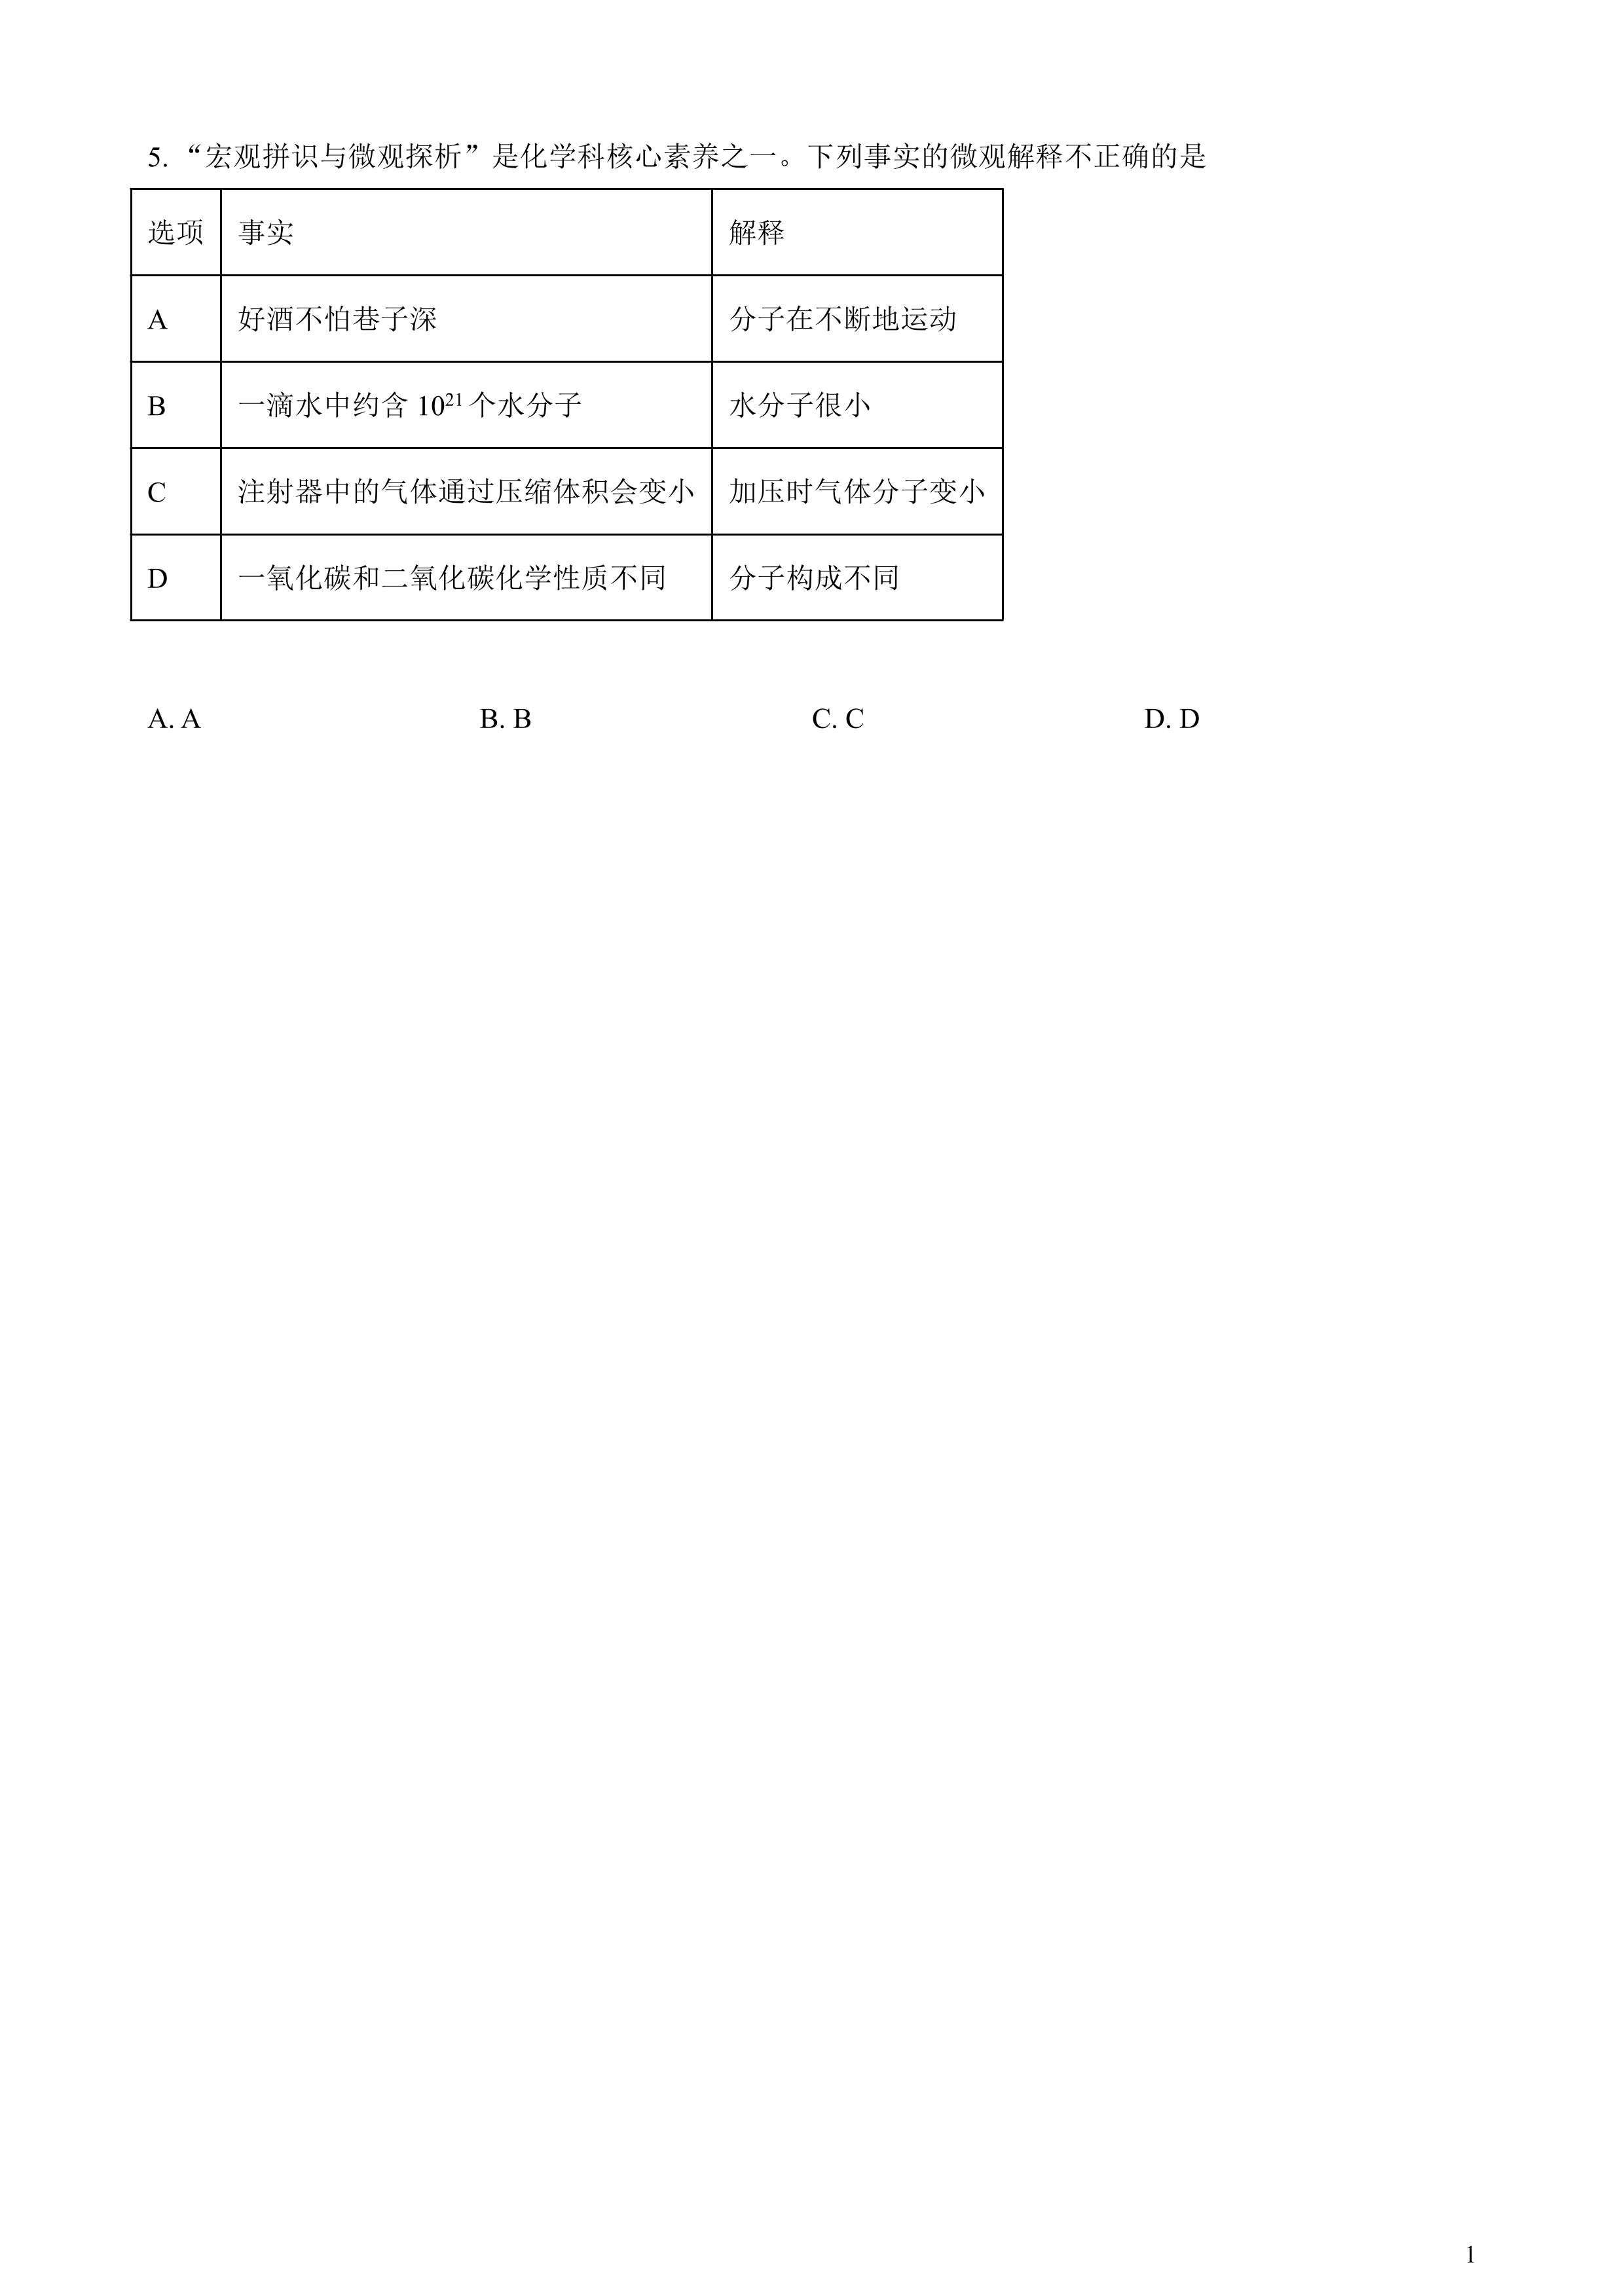 5. “宏观拼识与微观探析”是化学科核心素养之一。下列事实的微观解释不正确的是
选项 事实 解释
A 好酒不怕巷子深 分子在不断地运动
B 一滴水中约含 10²¹ 个水分子 水分子很小
C 注射器中的气体通过压缩体积会变小 加压时气体分子变小
D 一氧化碳和二氧化碳化学性质不同 分子构成不同
A. A B. B C. C D. D
1